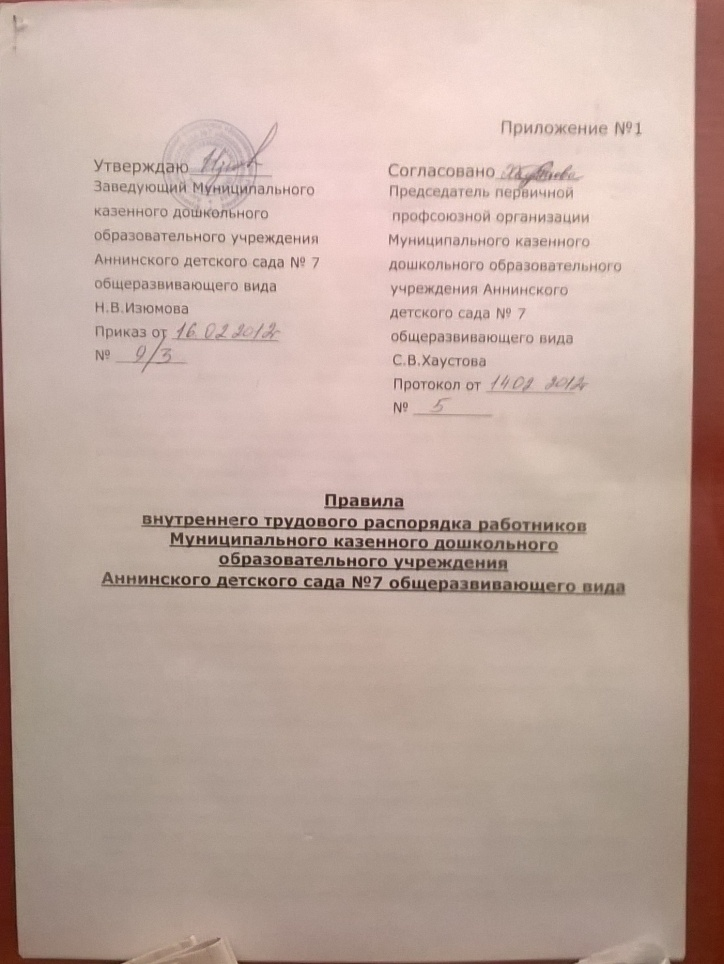 Приложение №1
Утверждаю
Заведующий Муниципального
казенного дошкольного
образовательного учреждения
Аннинского детского сада № 7
общеразвивающего вида
Н.В.Изюмова
Приказ от 16.02.2012г
№ 9/3
Согласовано
Председатель первичной
профсоюзной организации
Муниципального казенного
дошкольного образовательного
учреждения Аннинского
детского сада № 7
общеразвивающего вида
С.В.Хаустова
Протокол от 14.02. 2012г
№ 5
Правила
внутреннего трудового распорядка работников
Муниципального казенного дошкольного
образовательного учреждения
Аннинского детского сада №7 общеразвивающего вида